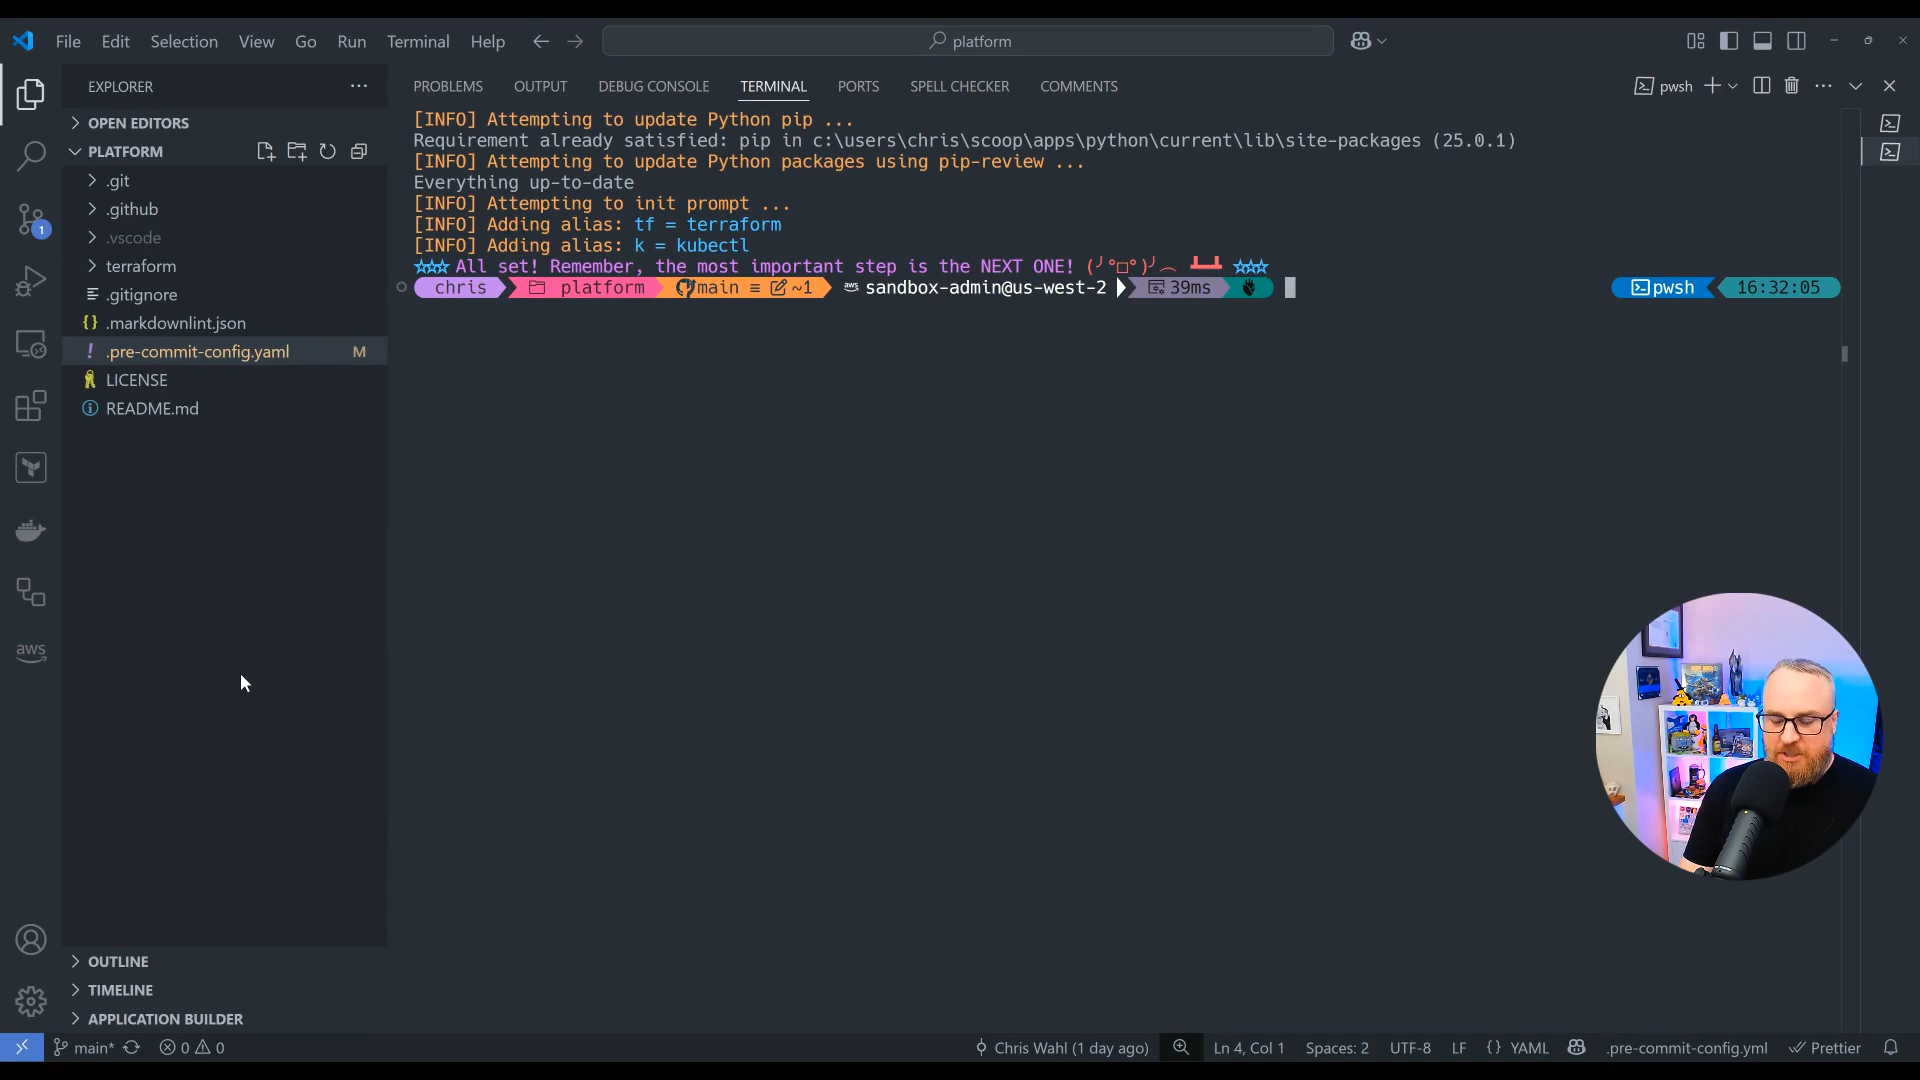 File Edit Selection View Go Run Terminal Help
platform
EXPLORER
OPEN EDITORS
PLATFORM
.git
.github
.vscode
terraform
.gitignore
.markdownlint.json
.pre-commit-config.yaml M
LICENSE
README.md
OUTLINE
TIMELINE
APPLICATION BUILDER
1
aws
PROBLEMS OUTPUT DEBUG CONSOLE TERMINAL PORTS SPELL CHECKER COMMENTS
pwsh
[INFO] Attempting to update Python pip ...
Requirement already satisfied: pip in c:\users\chris\scoop\apps\python\current\lib\site-packages (25.0.1)
[INFO] Attempting to update Python packages using pip-review ...
Everything up-to-date
[INFO] Attempting to init prompt ...
[INFO] Adding alias: tf = terraform
[INFO] Adding alias: k = kubectl
☆☆☆ All set! Remember, the most important step is the NEXT ONE! (╯°□°)╯︵ ┻━┻ ☆☆☆
chris platform main ≡ ~1 aws sandbox-admin@us-west-2 39ms pwsh 16:32:05
main* 0 0 Chris Wahl (1 day ago) Ln 4, Col 1 Spaces: 2 UTF-8 LF {} YAML .pre-commit-config.yml Prettier